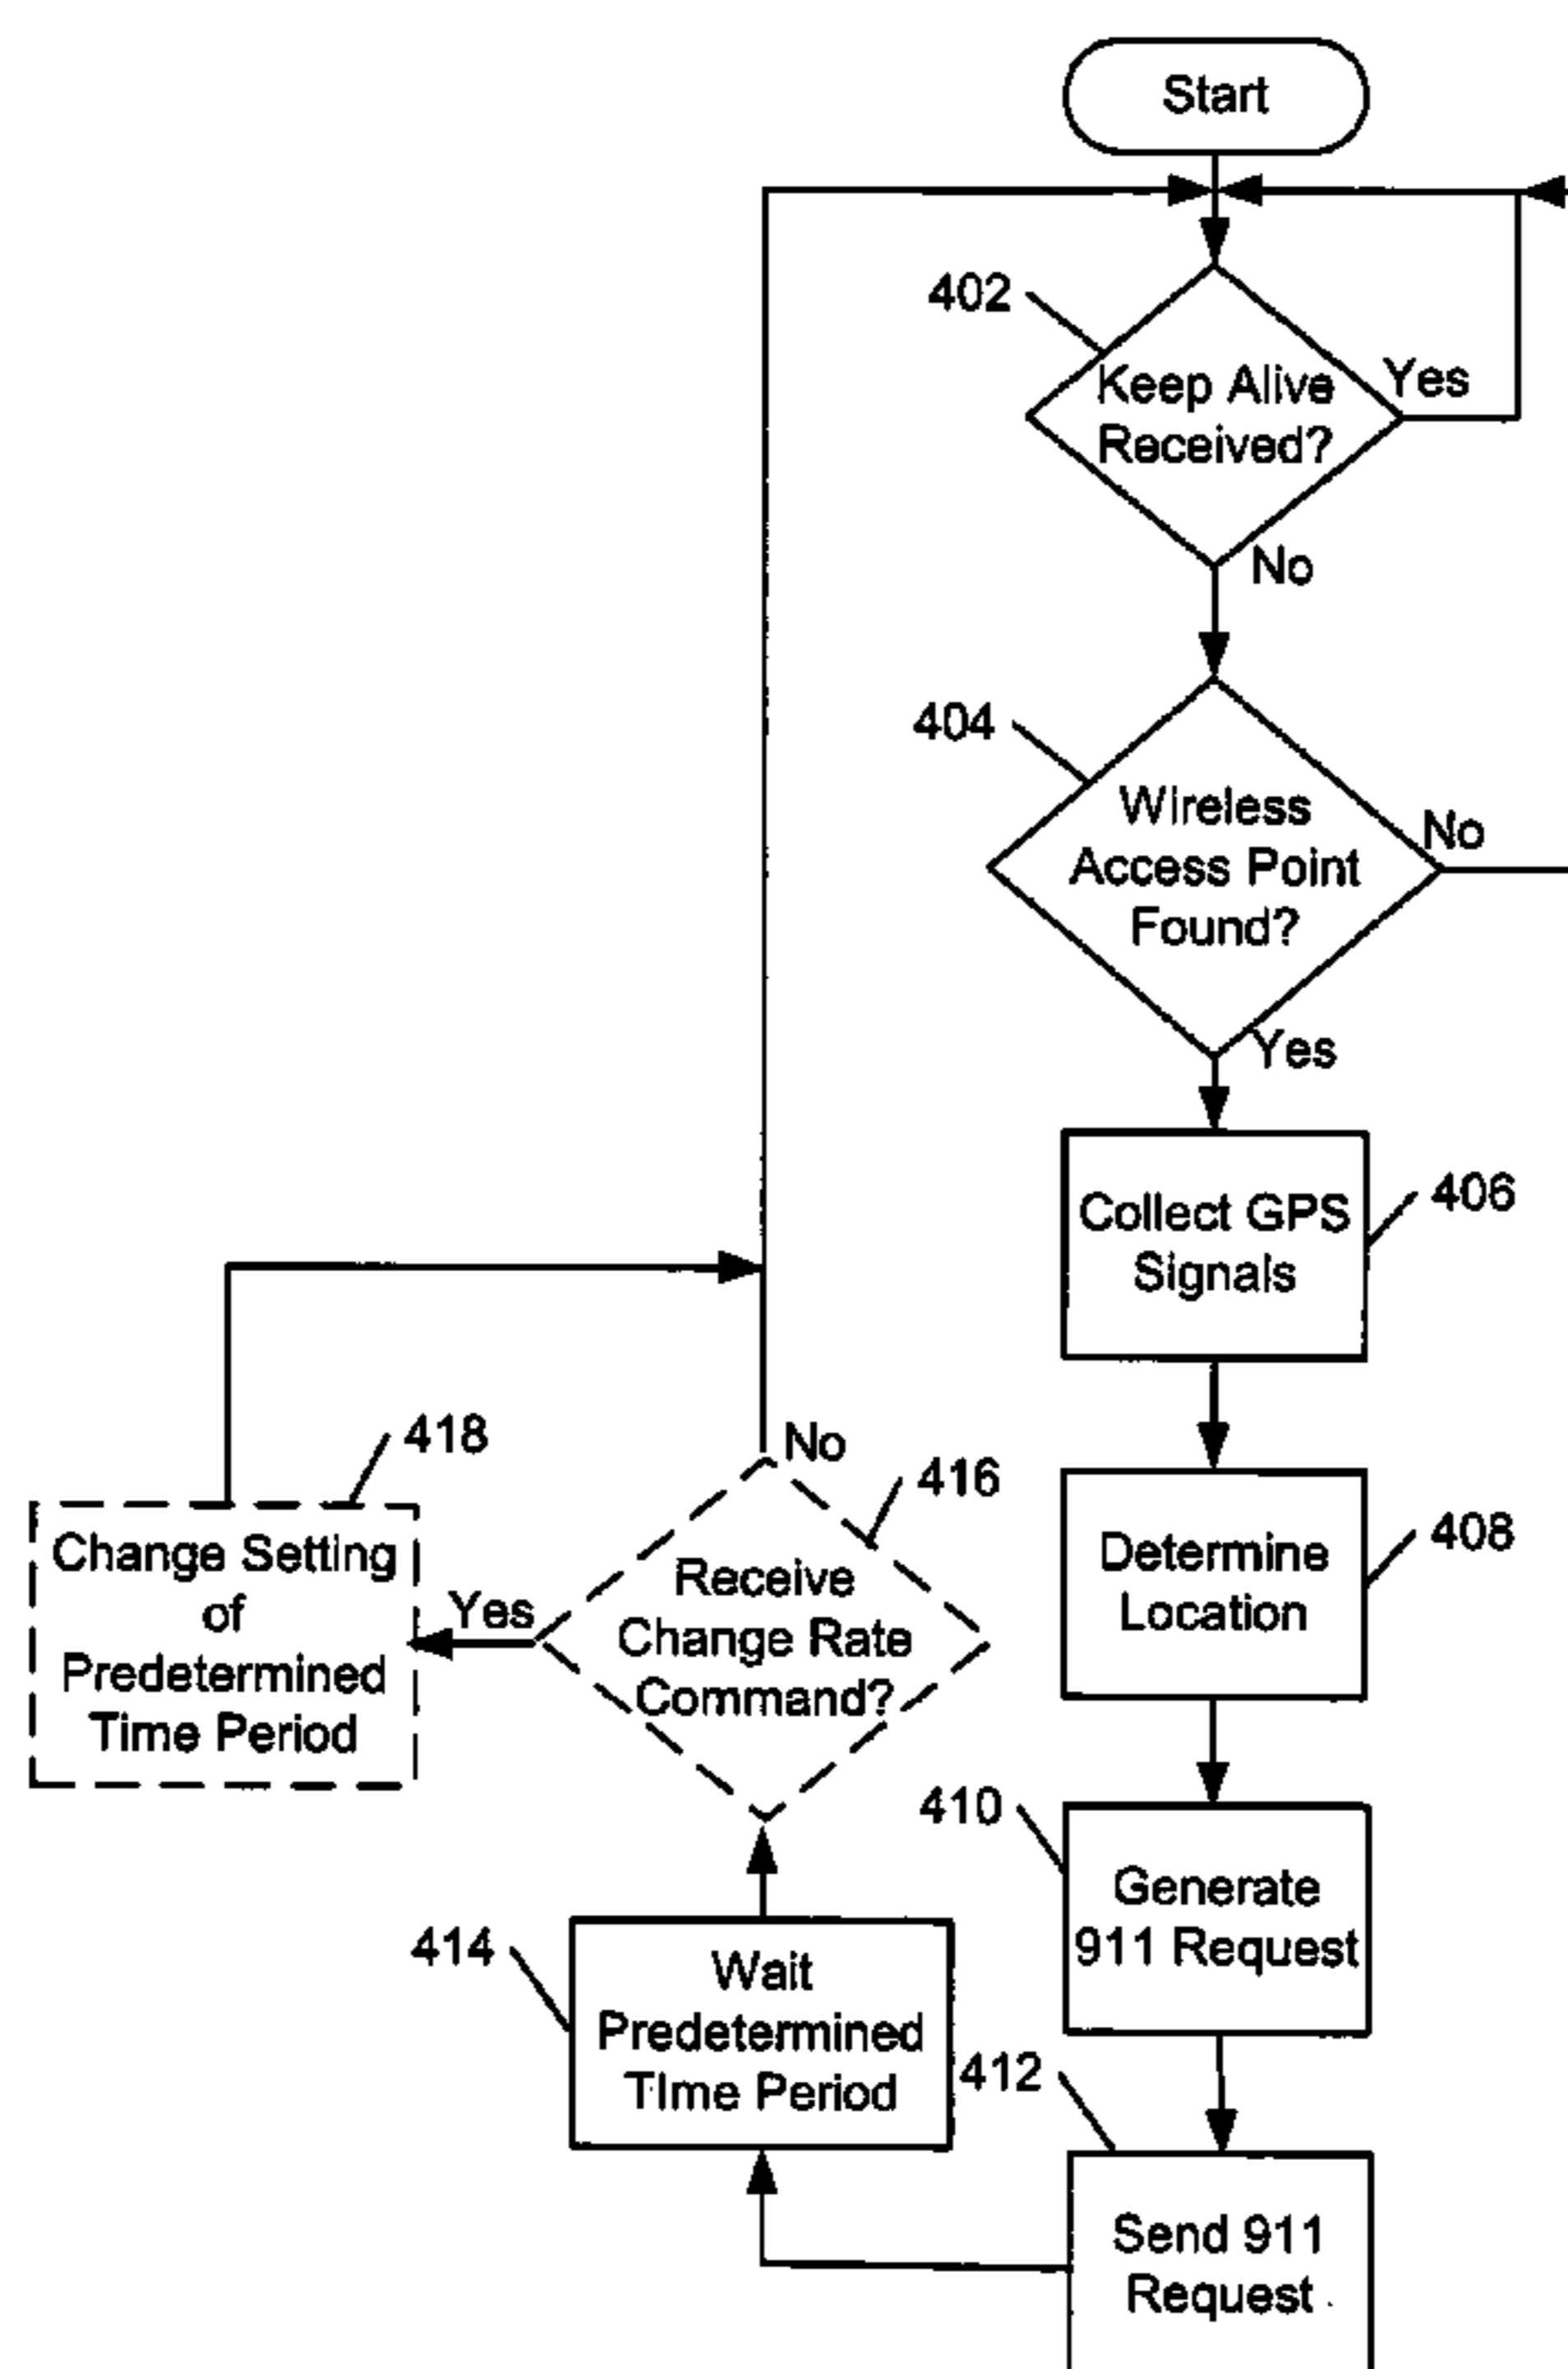 Start
402
Keep Alive
Received?
Yes
No
404
Wireless
Access Point
Found?
No
Yes
Collect GPS
Signals
406
Determine
Location
408
410
Generate
911 Request
412
Send 911
Request
414
Wait
Predetermined
TIme Period
416
Receive
Change Rate
Command?
No
Yes
418
Change Setting
of
Predetermined
Time Period